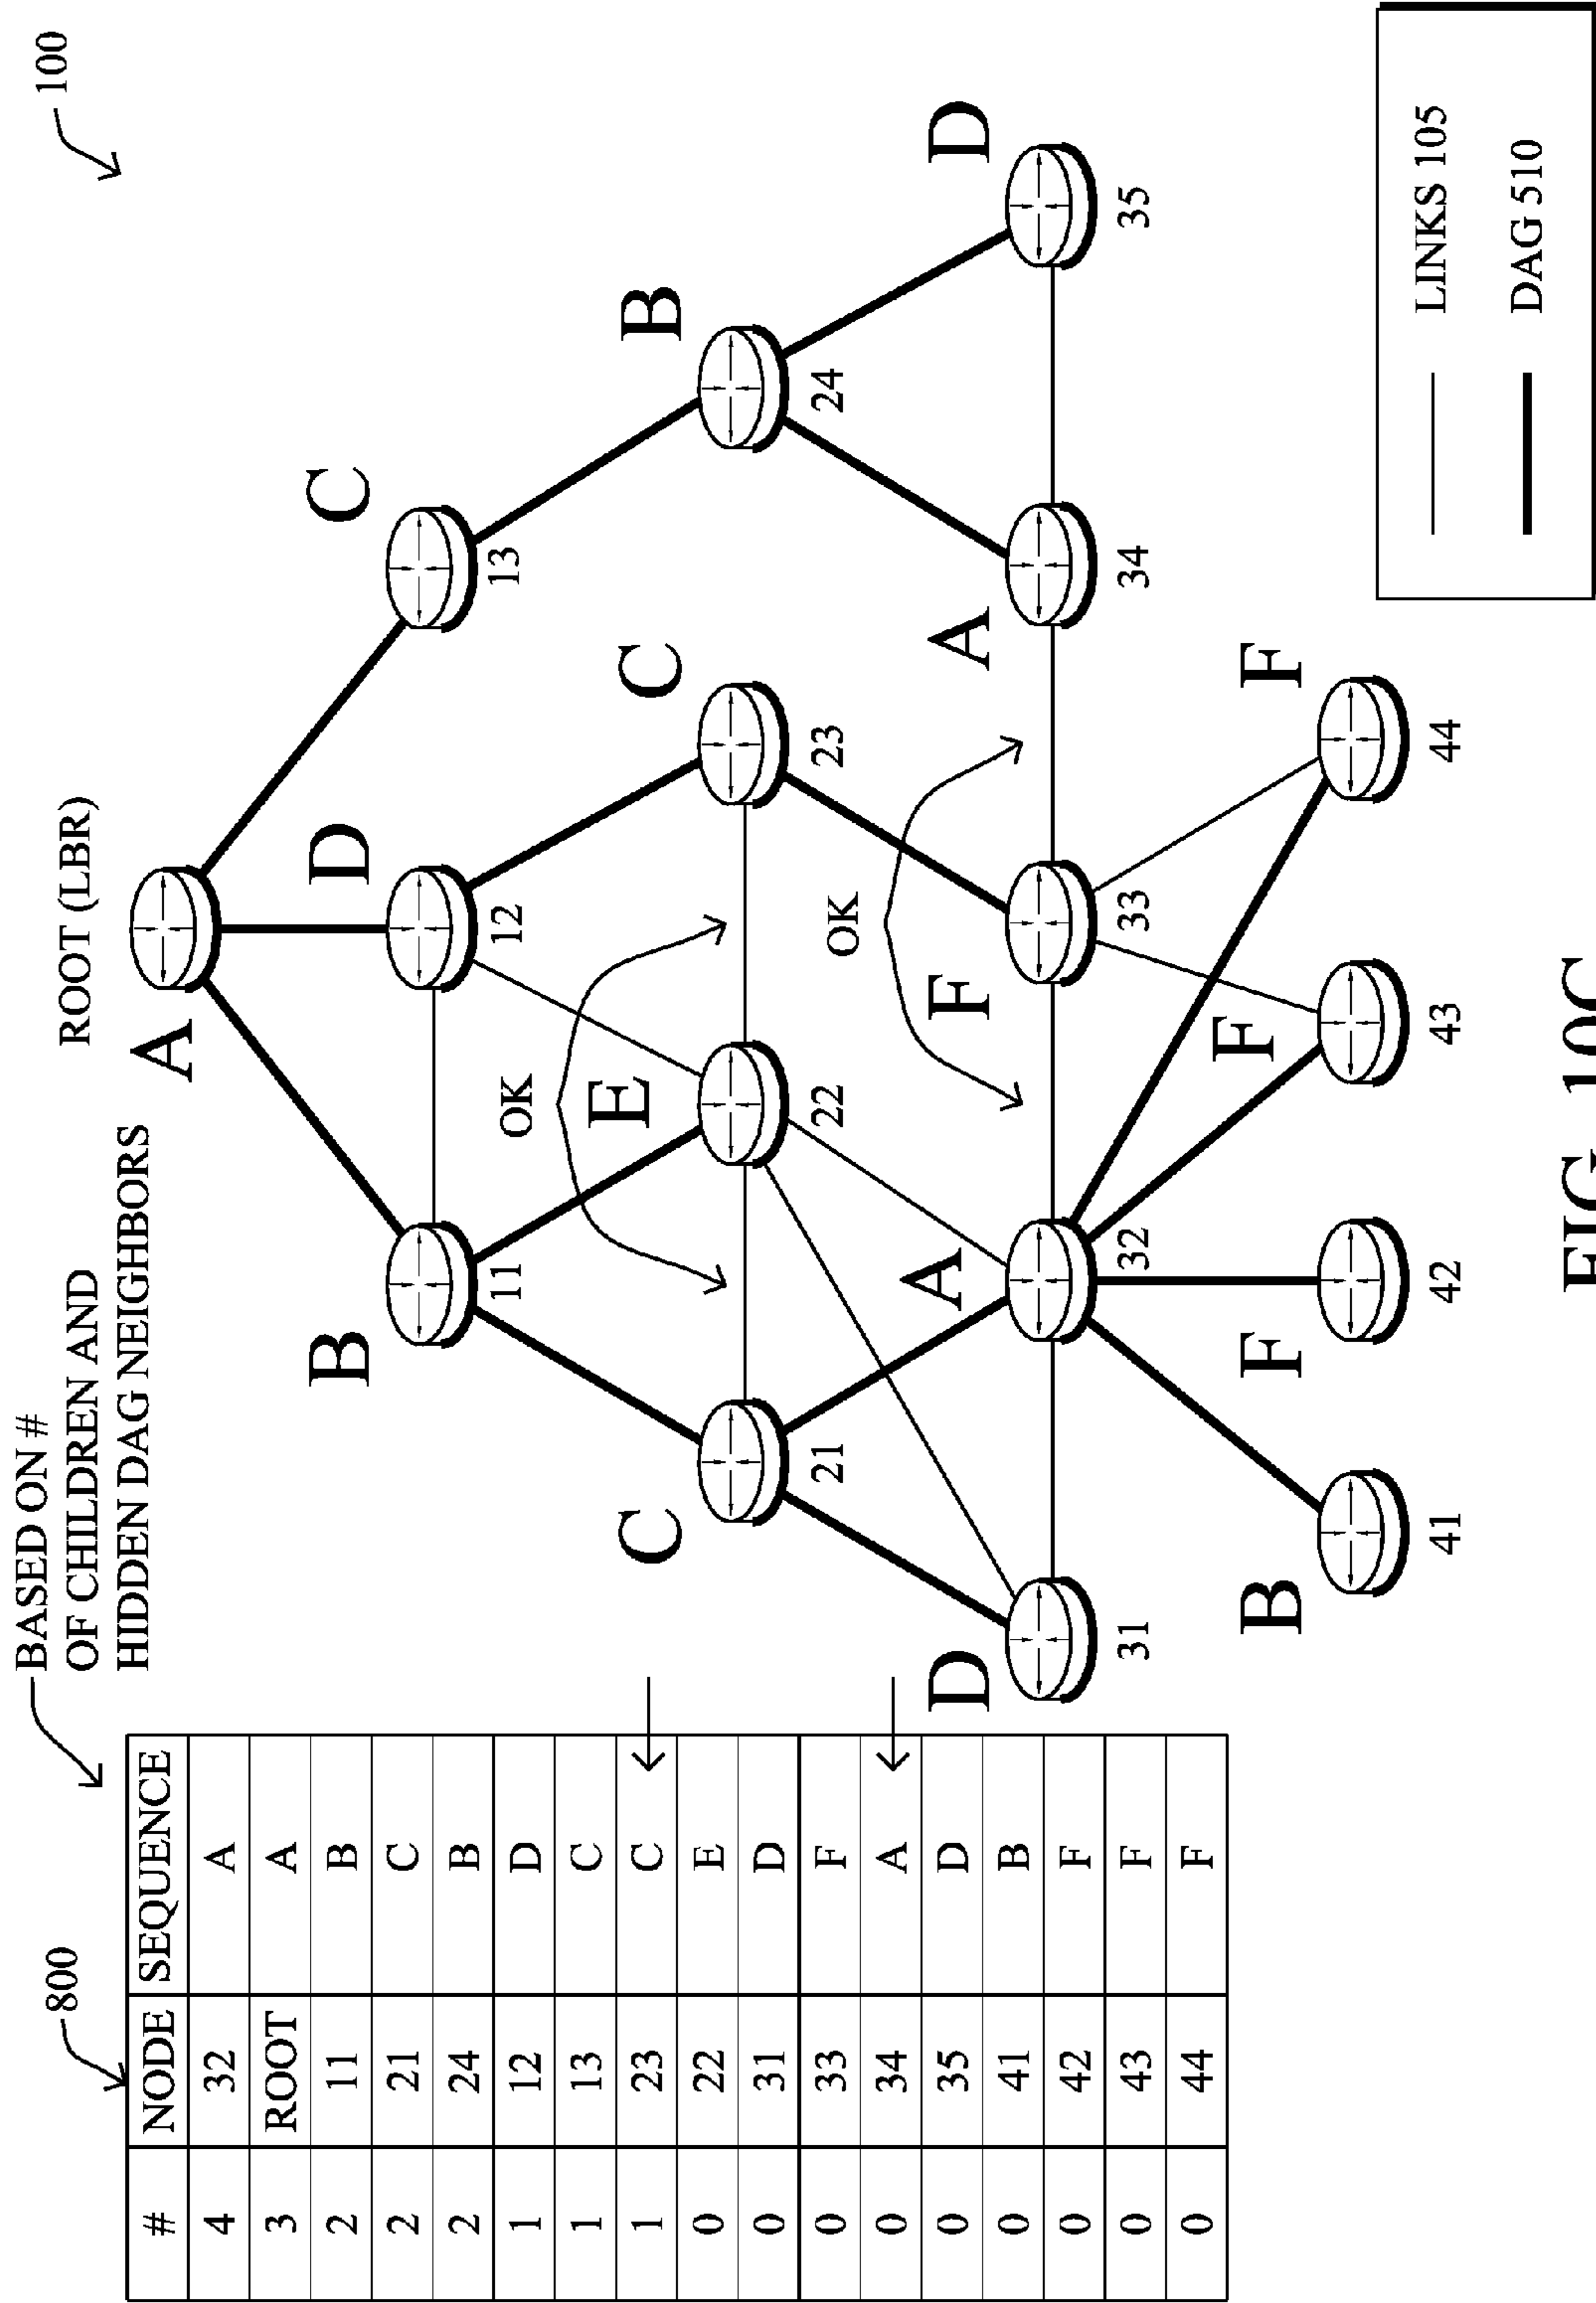 BASED ON #
OF CHILDREN AND
HIDDEN DAG NEIGHBORS
800
# NODE SEQUENCE
4 32 A
3 ROOT A
2 11 B
2 21 C
2 24 B
1 12 D
1 13 C
1 23 C
0 22 E
0 31 D
0 33 F
0 34 A
0 35 D
0 41 B
0 42 F
0 43 F
0 44 F
100
ROOT (LBR)
A
B
11
D
12
C
13
OK
C
21
E
22
C
23
B
24
OK
D
31
A
32
F
33
A
34
D
35
B
41
F
42
F
43
F
44
LINKS 105
DAG 510
FIG. 10C